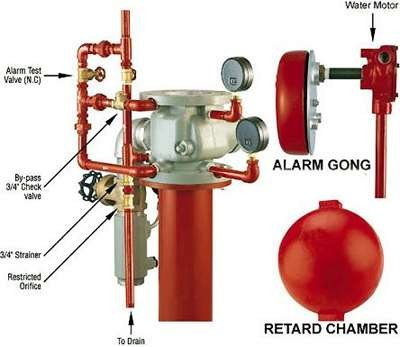 Water Motor
Alarm Test
Valve (N.C)
ALARM GONG
By-pass
3/4" Check
valve
3/4" Strainer
Restricted
Orifice
RETARD CHAMBER
To Drain